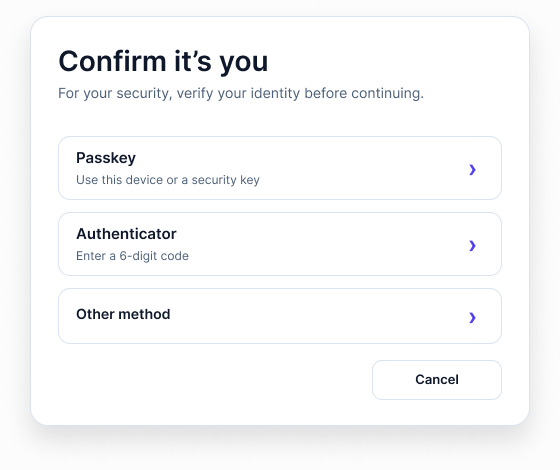 Confirm it’s you
For your security, verify your identity before continuing.
Passkey
Use this device or a security key
Authenticator
Enter a 6-digit code
Other method
Cancel